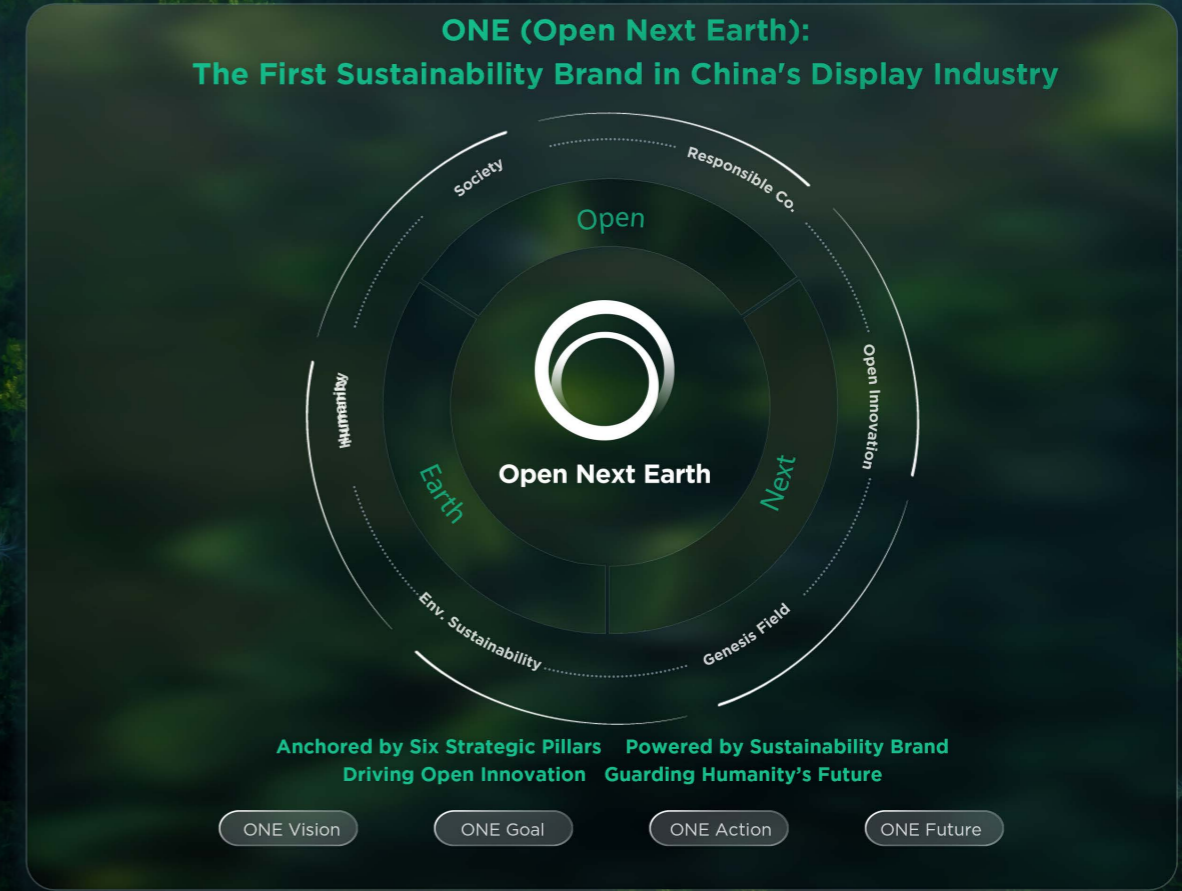 ONE (Open Next Earth):
The First Sustainability Brand in China's Display Industry
Society
Responsible Co.
Open
Open Innovation
Humanity
Open Next Earth
Earth
Next
Env. Sustainability
Genesis Field
Anchored by Six Strategic Pillars Powered by Sustainability Brand
Driving Open Innovation Guarding Humanity’s Future
ONE Vision ONE Goal ONE Action ONE Future